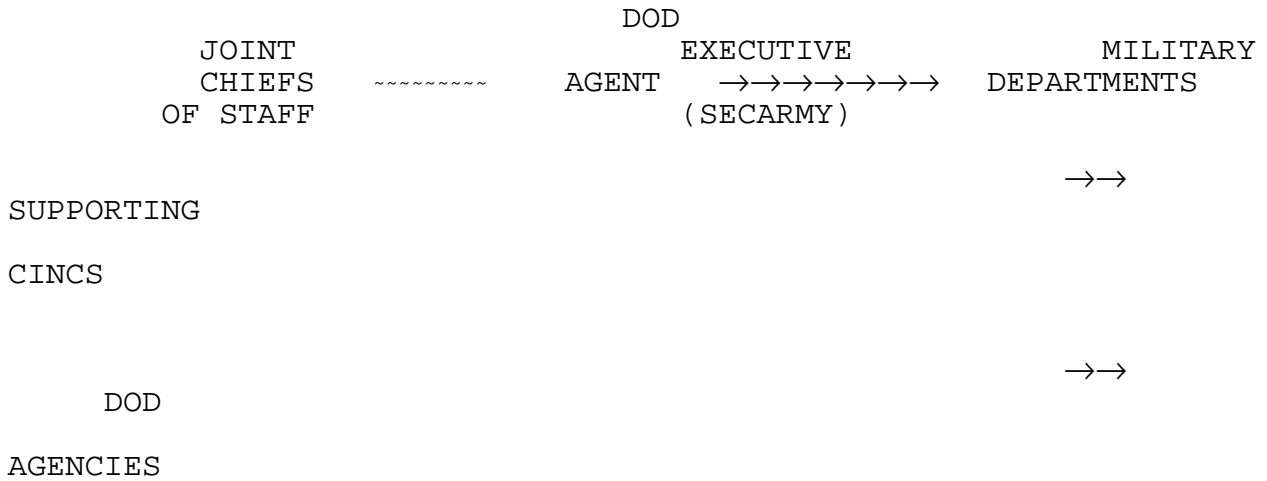 DOD
JOINT EXECUTIVE MILITARY
CHIEFS ~~~~~~~~~ AGENT →→→→→→→ DEPARTMENTS
OF STAFF (SECARMY)
→→
SUPPORTING
CINCS
→→
DOD
AGENCIES